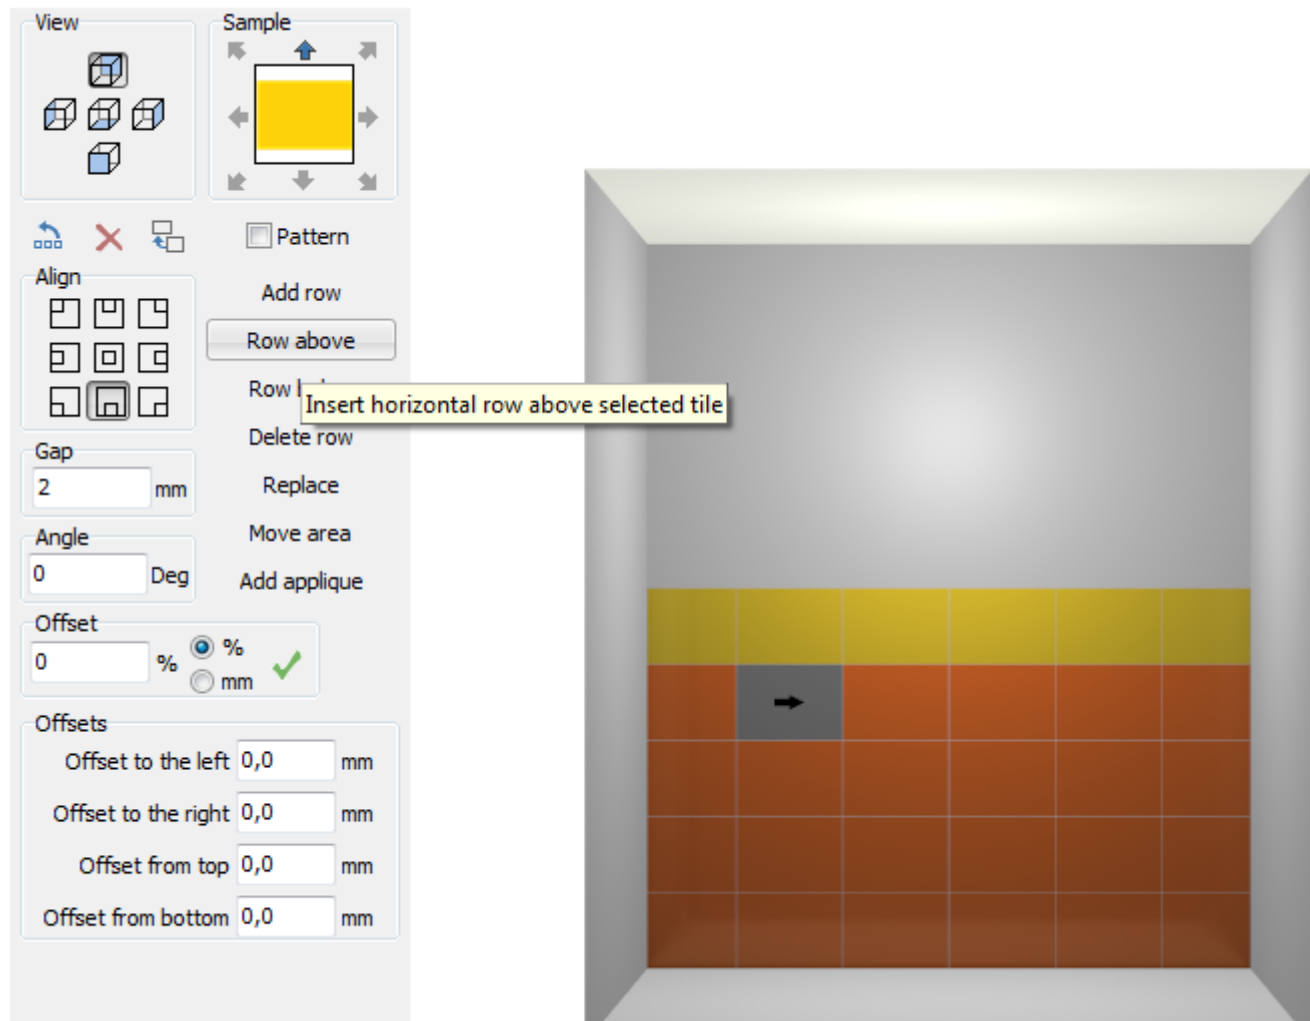 View
Sample
Pattern
Align
Add row
Row above
Row
Insert horizontal row above selected tile
Delete row
Gap
2 mm
Replace
Angle
Move area
0 Deg
Add applique
Offset
0 % %
mm
Offsets
Offset to the left 0,0 mm
Offset to the right 0,0 mm
Offset from top 0,0 mm
Offset from bottom 0,0 mm